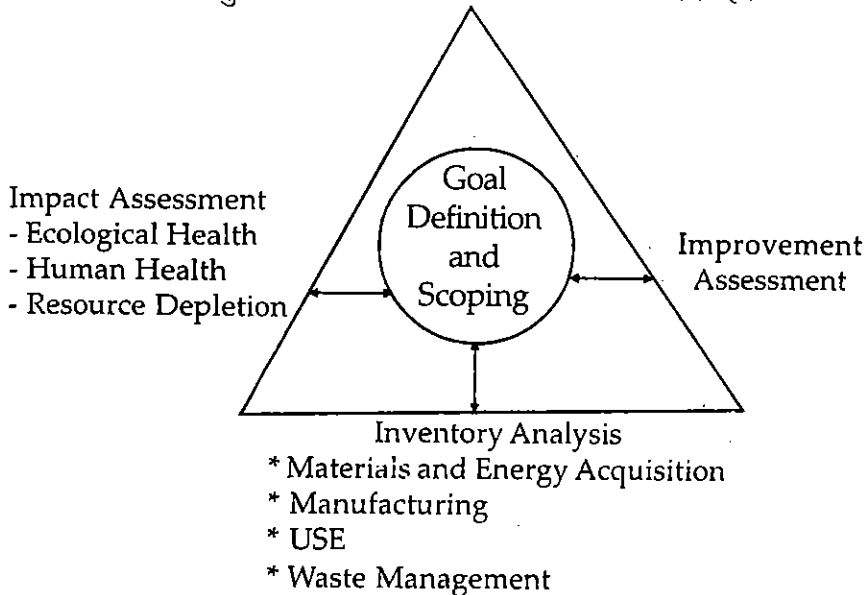 Goal
Definition
and
Scoping
Impact Assessment
- Ecological Health
- Human Health
- Resource Depletion
Improvement
Assessment
Inventory Analysis
* Materials and Energy Acquisition
* Manufacturing
* USE
* Waste Management